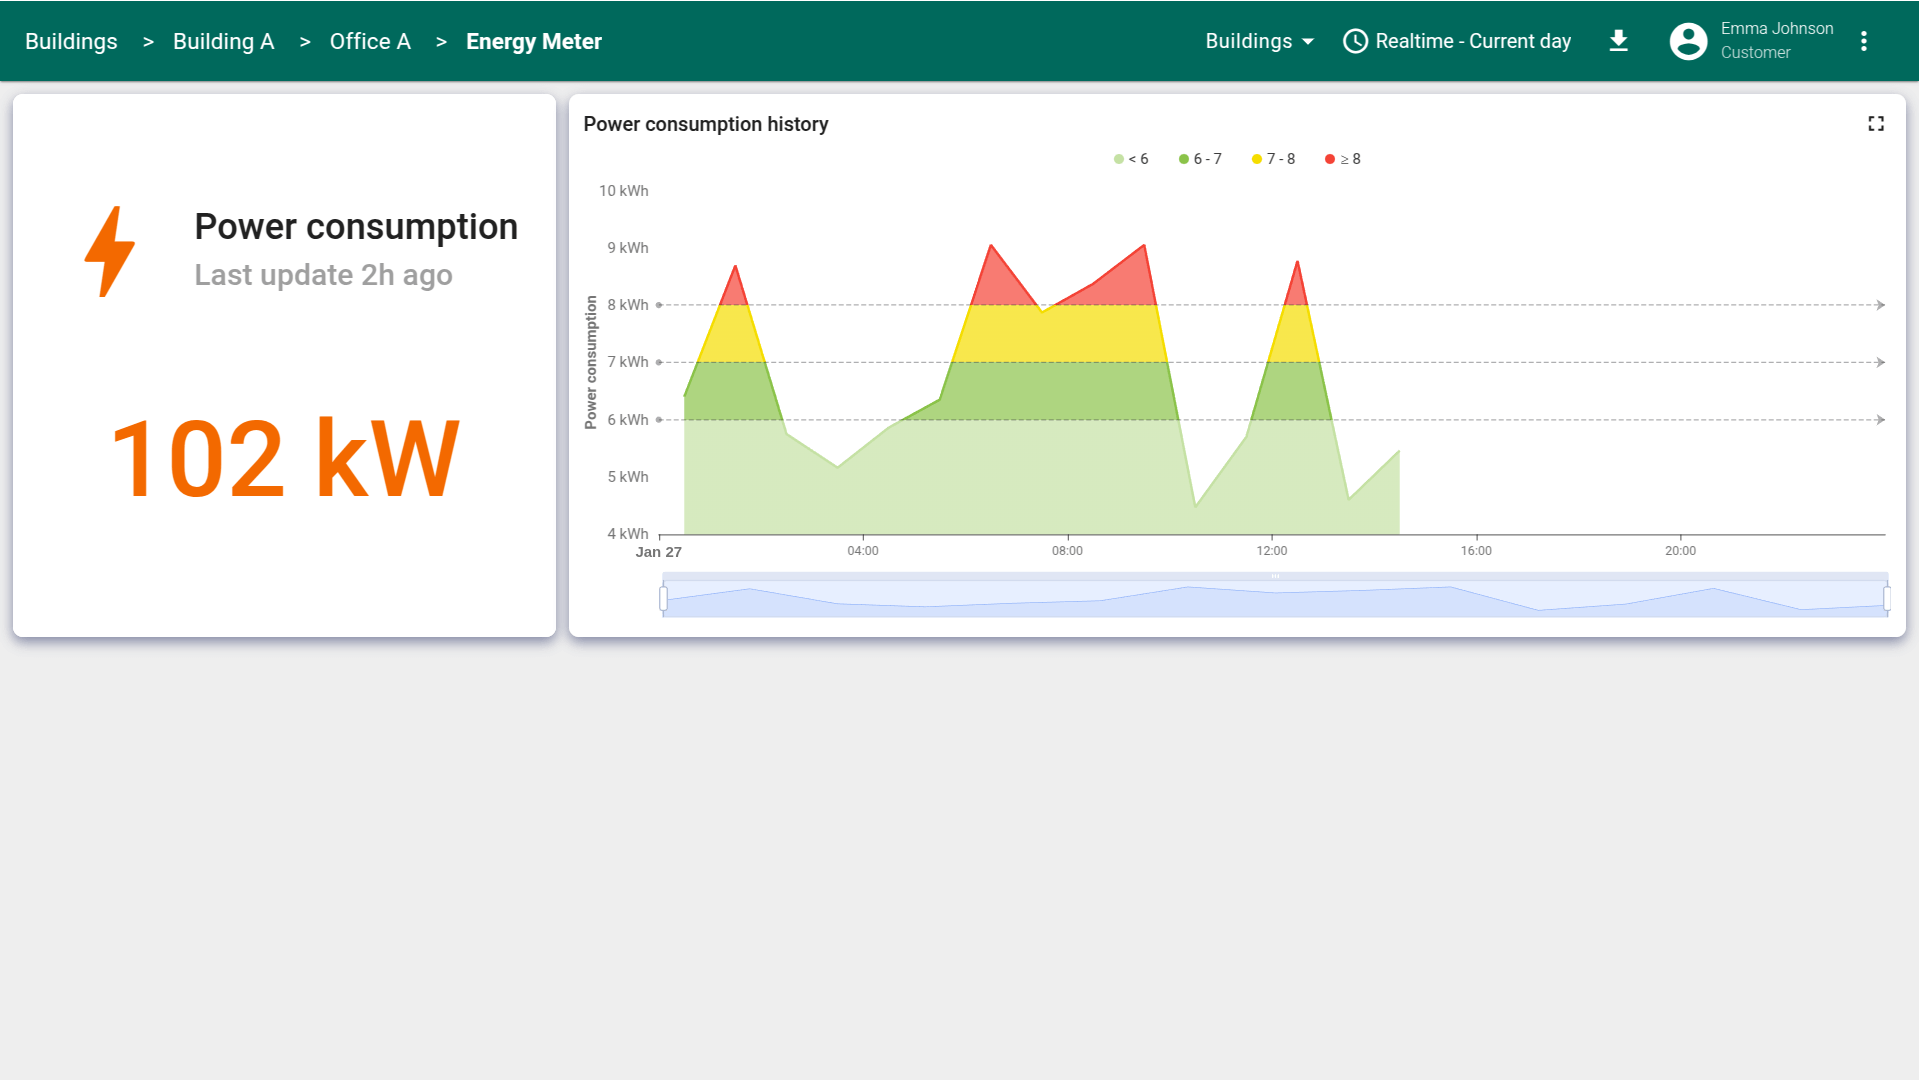 Buildings > Building A > Office A > Energy Meter
Buildings
Realtime - Current day
Emma Johnson
Customer
Power consumption
Last update 2h ago
102 kW
Power consumption history
< 6
6 - 7
7 - 8
≥ 8
Power consumption
10 kWh
9 kWh
8 kWh
7 kWh
6 kWh
5 kWh
4 kWh
Jan 27
04:00
08:00
12:00
16:00
20:00